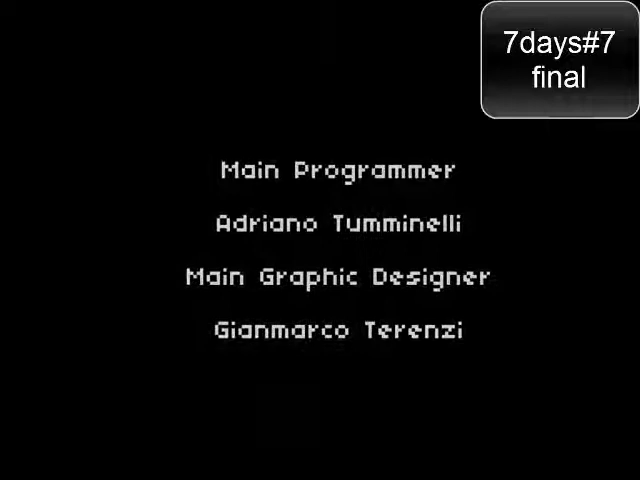 7days#7
final
Main Programmer
Adriano Tumminelli
Main Graphic Designer
Gianmarco Terenzi